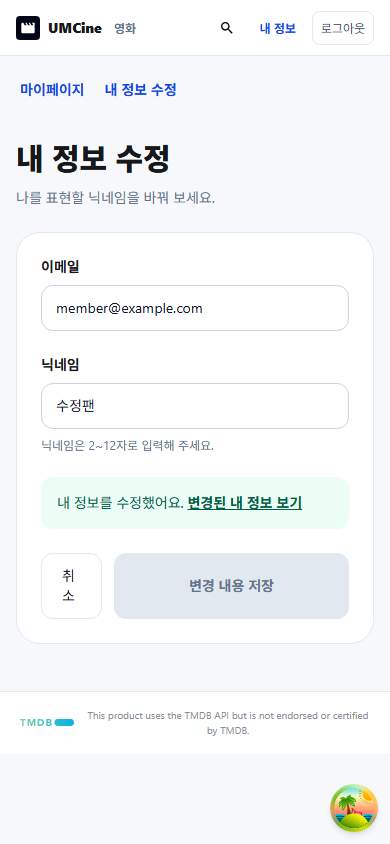 UMCine 영화 내 정보 로그아웃
마이페이지 내 정보 수정
내 정보 수정
나를 표현할 닉네임을 바꿔 보세요.
이메일
member@example.com
닉네임
수정팬
닉네임은 2~12자로 입력해 주세요.
내 정보를 수정했어요. 변경된 내 정보 보기
취
소
변경 내용 저장
TMDB
This product uses the TMDB API but is not endorsed or certified
by TMDB.